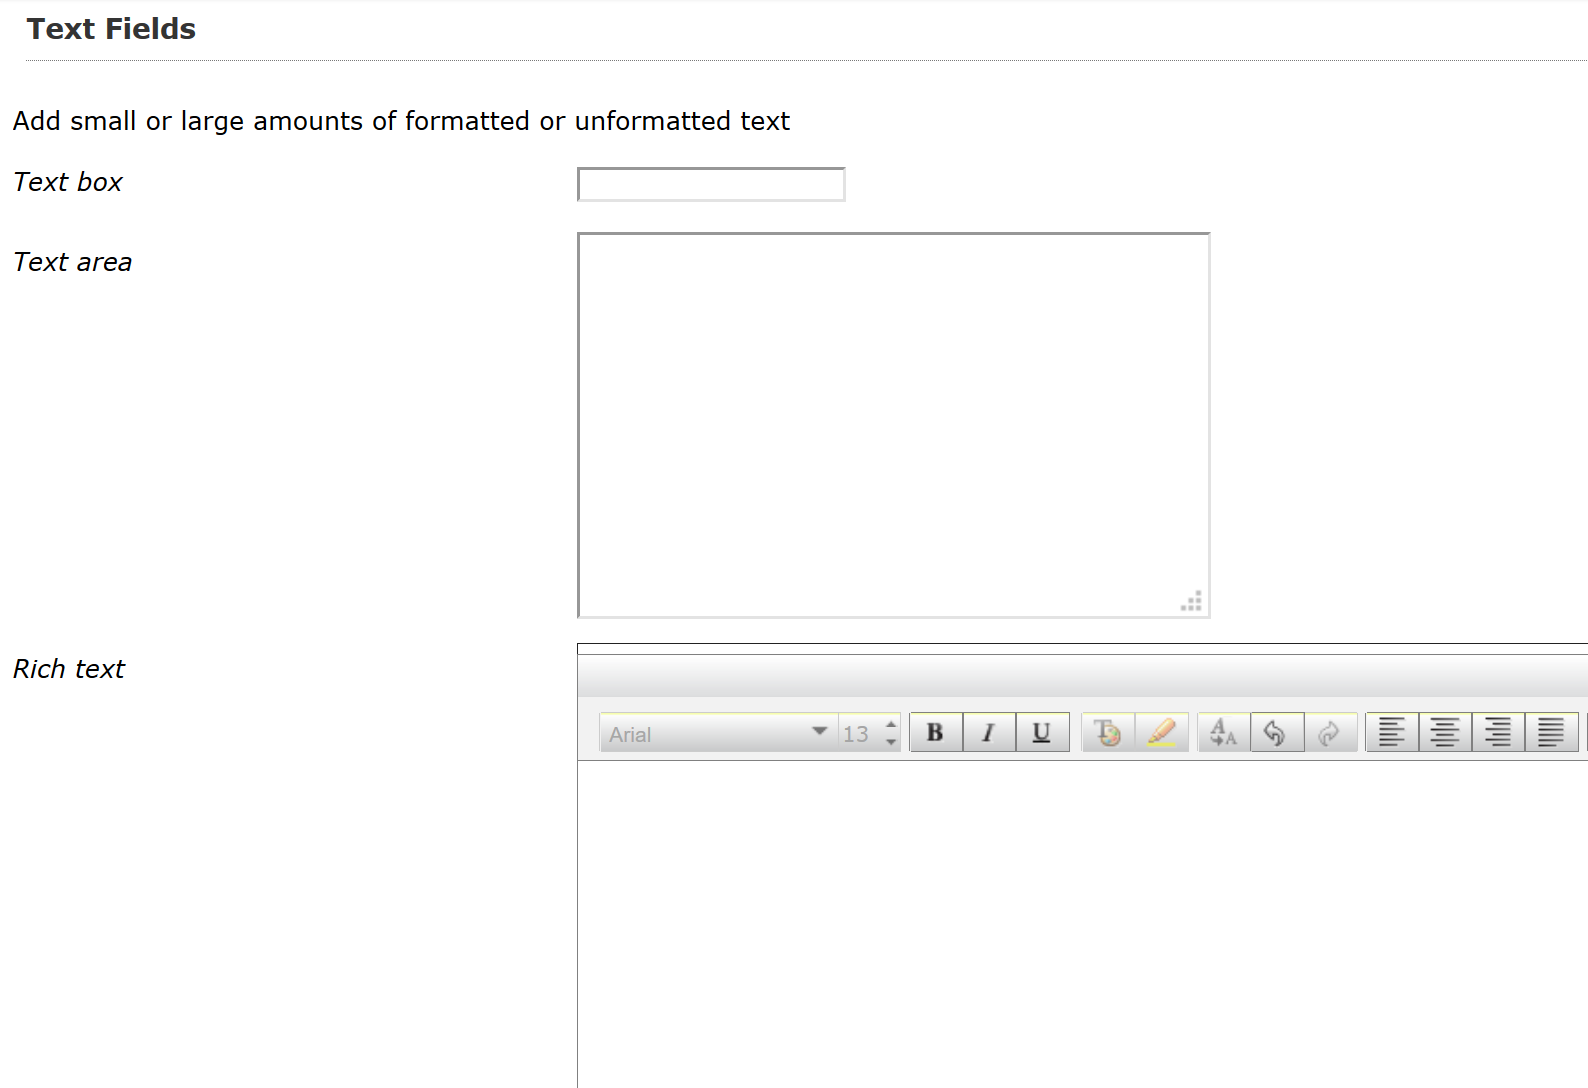 Text Fields
Add small or large amounts of formatted or unformatted text
Text box
Text area
Rich text
Arial 13 B I U